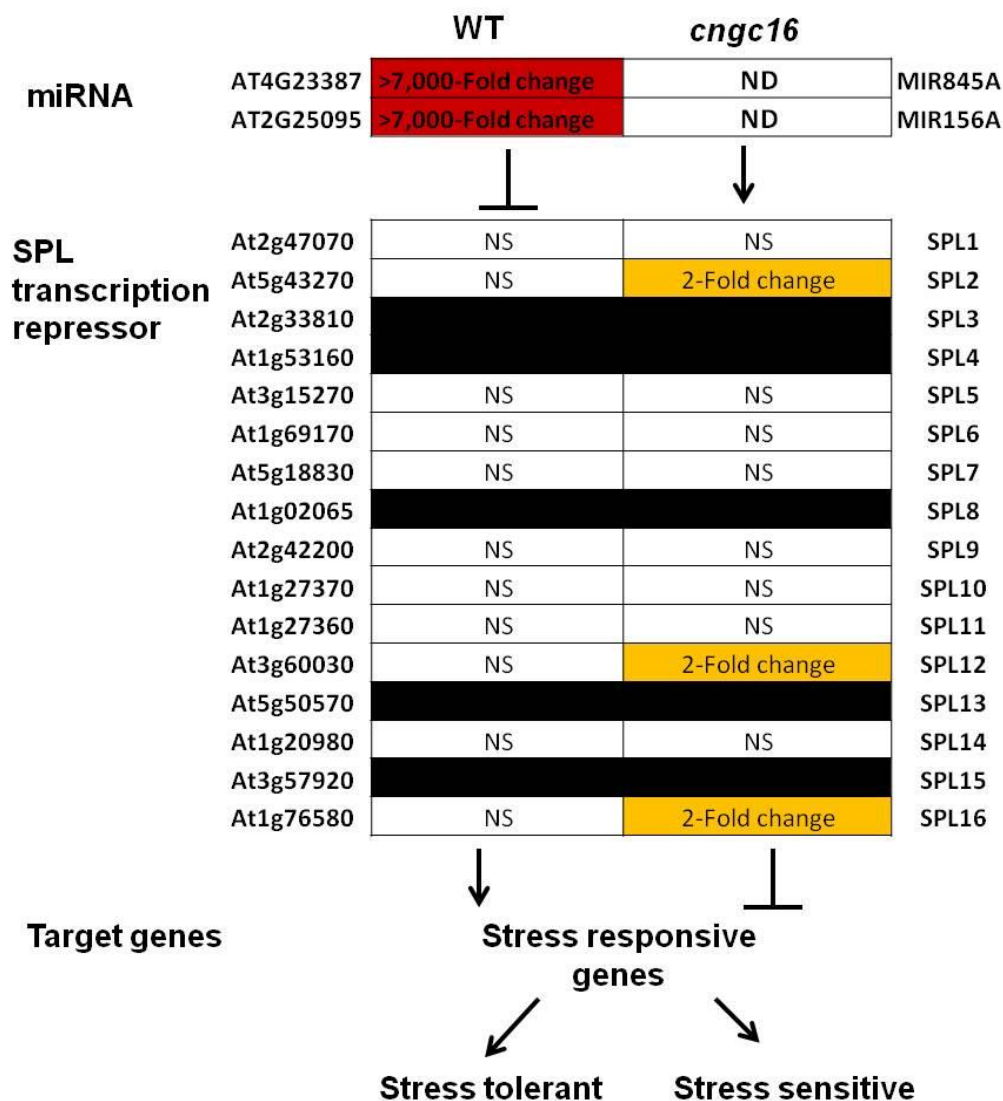 WT cngc16
miRNA
AT4G23387 >7,000-Fold change ND MIR845A
AT2G25095 >7,000-Fold change ND MIR156A
SPL
transcription
repressor
At2g47070 NS NS SPL1
At5g43270 NS 2-Fold change SPL2
At2g33810 SPL3
At1g53160 SPL4
At3g15270 NS NS SPL5
At1g69170 NS NS SPL6
At5g18830 NS NS SPL7
At1g02065 SPL8
At2g42200 NS NS SPL9
At1g27370 NS NS SPL10
At1g27360 NS NS SPL11
At3g60030 NS 2-Fold change SPL12
At5g50570 SPL13
At1g20980 NS NS SPL14
At3g57920 SPL15
At1g76580 NS 2-Fold change SPL16
Target genes Stress responsive
genes
Stress tolerant Stress sensitive